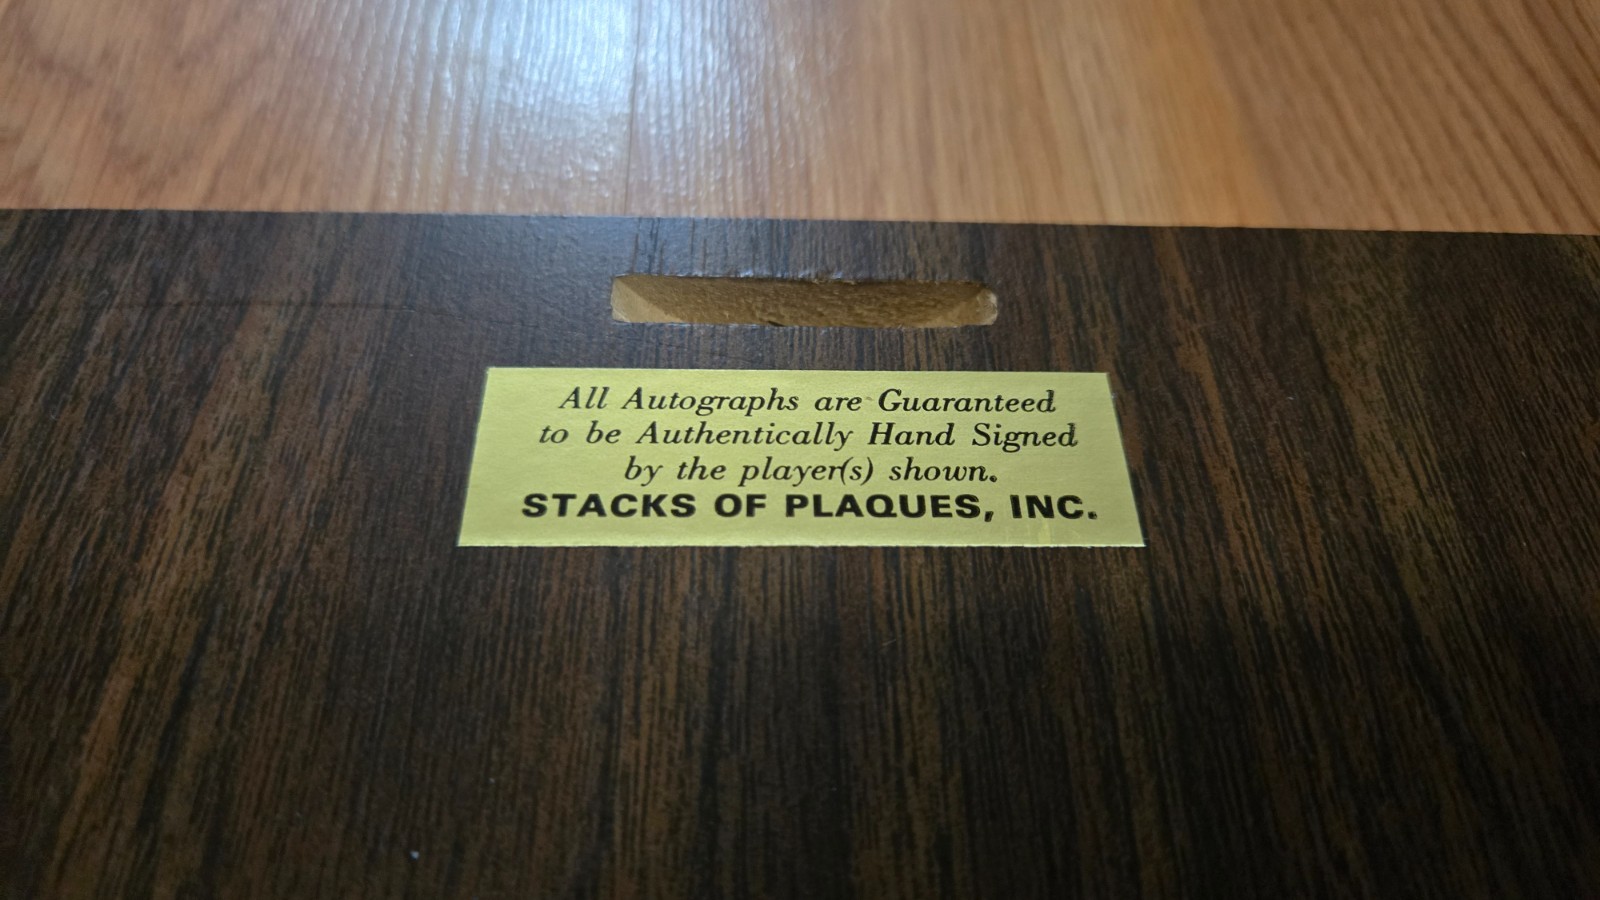 All Autographs are Guaranteed
to be Authentically Hand Signed
by the player(s) shown.
STACKS OF PLAQUES, INC.